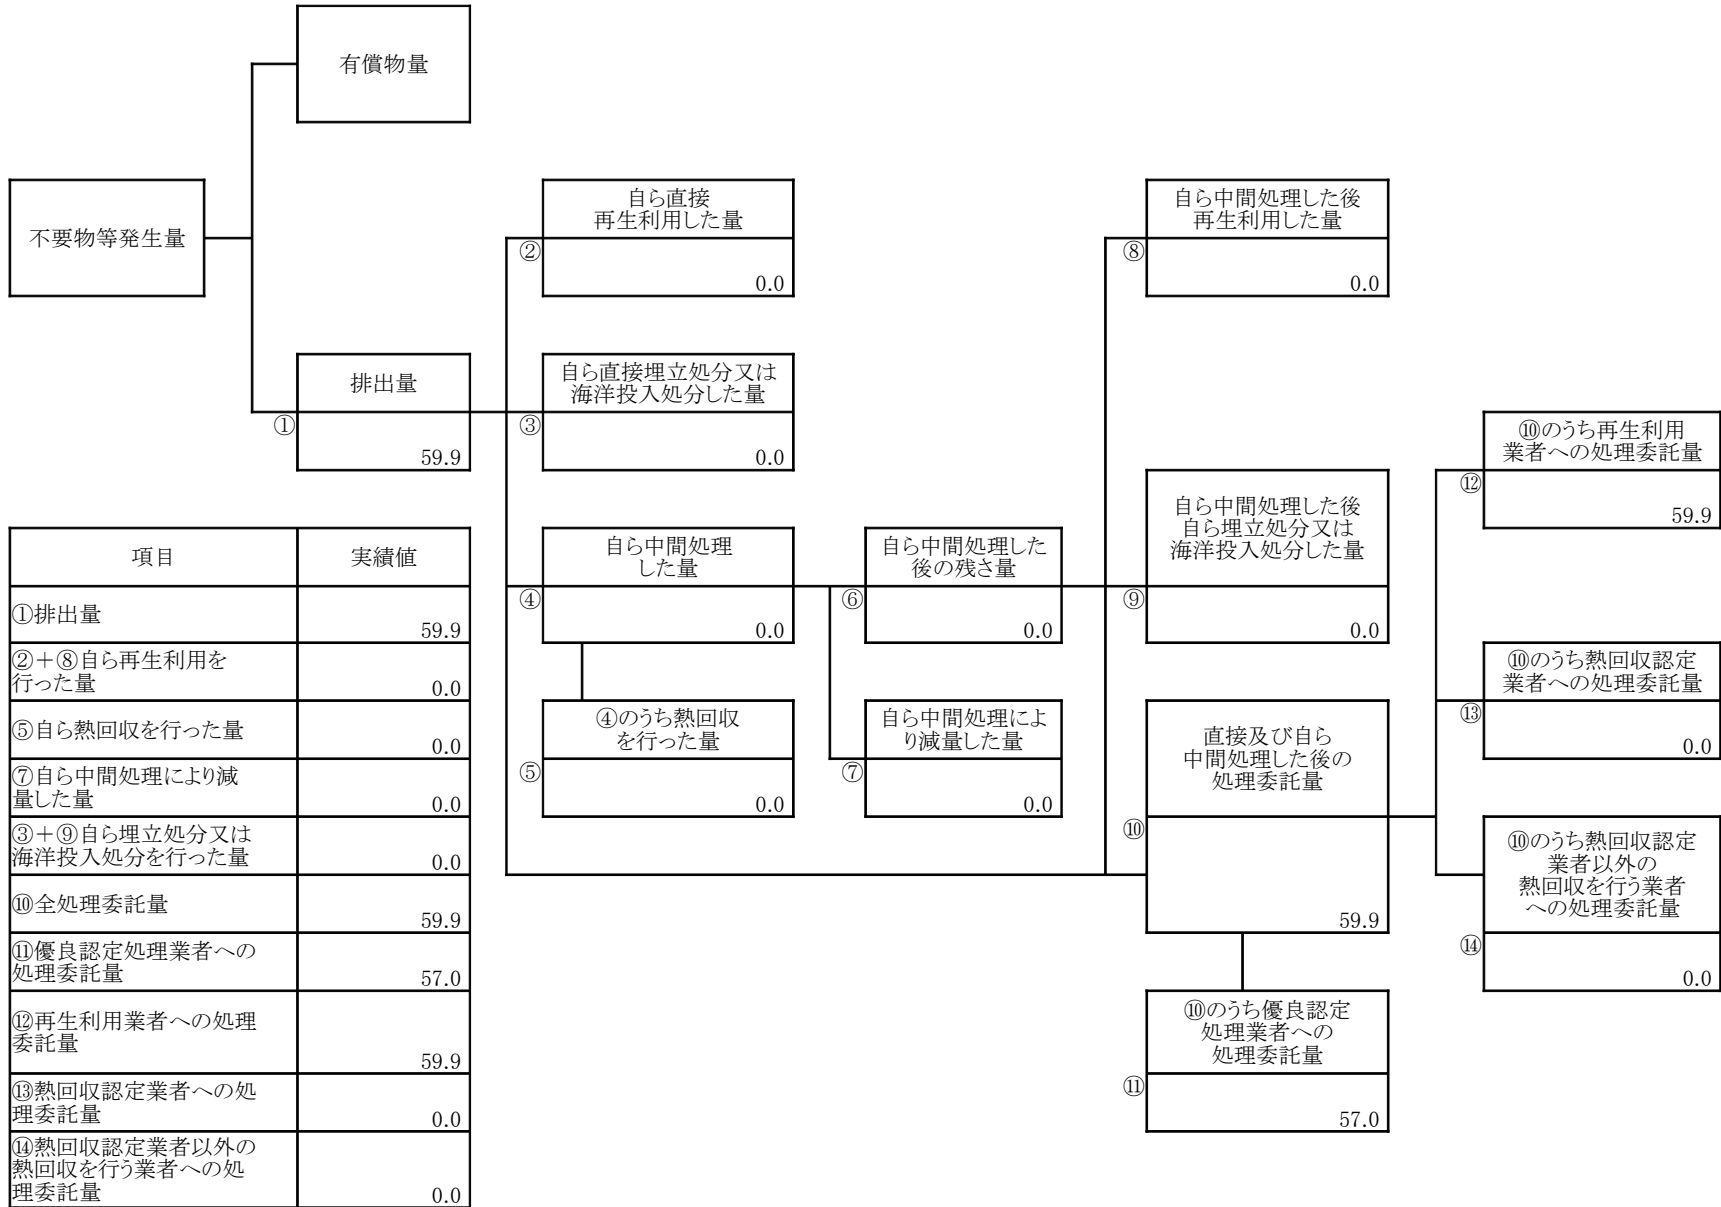 有償物量
不要物等発生量
自ら直接
再生利用した量
②
0.0
自ら中間処理した後
再生利用した量
⑧
0.0
排出量
①
59.9
自ら直接埋立処分又は
海洋投入処分した量
③
0.0
⑩のうち再生利用
業者への処理委託量
⑫
59.9
自ら中間処理
した量
④
0.0
自ら中間処理した
後の残さ量
⑥
0.0
自ら中間処理した後
自ら埋立処分又は
海洋投入処分した量
⑨
0.0
⑩のうち熱回収認定
業者への処理委託量
⑬
0.0
④のうち熱回収
を行った量
⑤
0.0
自ら中間処理によ
り減量した量
⑦
0.0
直接及び自ら
中間処理した後の
処理委託量
⑩
59.9
⑩のうち熱回収認定
業者以外の
熱回収を行う業者
への処理委託量
⑭
0.0
⑩のうち優良認定
処理業者への
処理委託量
⑪
57.0
項目 実績値
①排出量
59.9
②＋⑧自ら再生利用を
行った量
0.0
⑤自ら熱回収を行った量
0.0
⑦自ら中間処理により減
量した量
0.0
③＋⑨自ら埋立処分又は
海洋投入処分を行った量
0.0
⑩全処理委託量
59.9
⑪優良認定処理業者への
処理委託量
57.0
⑫再生利用業者への処理
委託量
59.9
⑬熱回収認定業者への処
理委託量
0.0
⑭熱回収認定業者以外の
熱回収を行う業者への処
理委託量
0.0